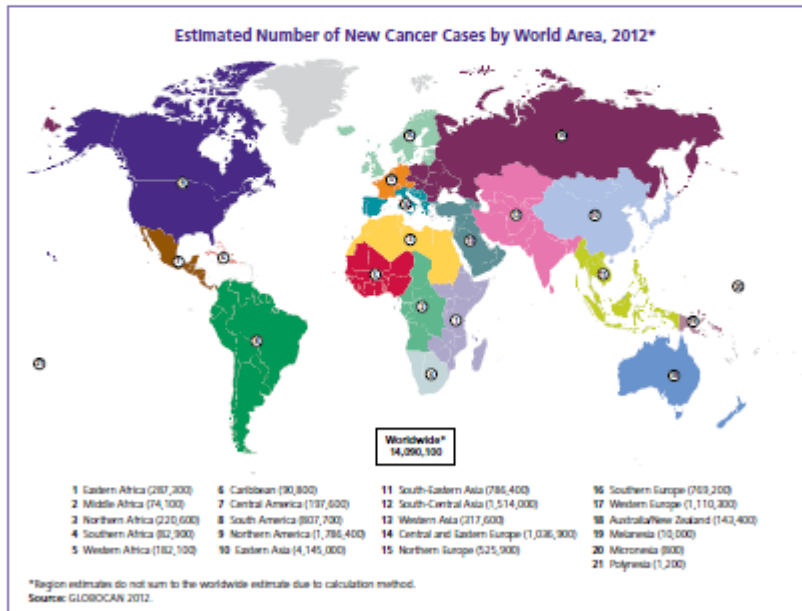 Estimated Number of New Cancer Cases by World Area, 2012*
Worldwide*
14,090,100
1 Eastern Africa (287,300)
2 Middle Africa (74,100)
3 Northern Africa (220,600)
4 Southern Africa (82,900)
5 Western Africa (182,100)
6 Caribbean (90,800)
7 Central America (197,600)
8 South America (807,700)
9 Northern America (1,786,400)
10 Eastern Asia (4,145,000)
11 South-Eastern Asia (786,400)
12 South-Central Asia (1,514,000)
13 Western Asia (317,600)
14 Central and Eastern Europe (1,036,900)
15 Northern Europe (525,900)
16 Southern Europe (769,200)
17 Western Europe (1,110,300)
18 Australia/New Zealand (143,400)
19 Melanesia (10,000)
20 Micronesia (800)
21 Polynesia (1,200)
*Region estimates do not sum to the worldwide estimate due to calculation method.
Source: GLOBOCAN 2012.